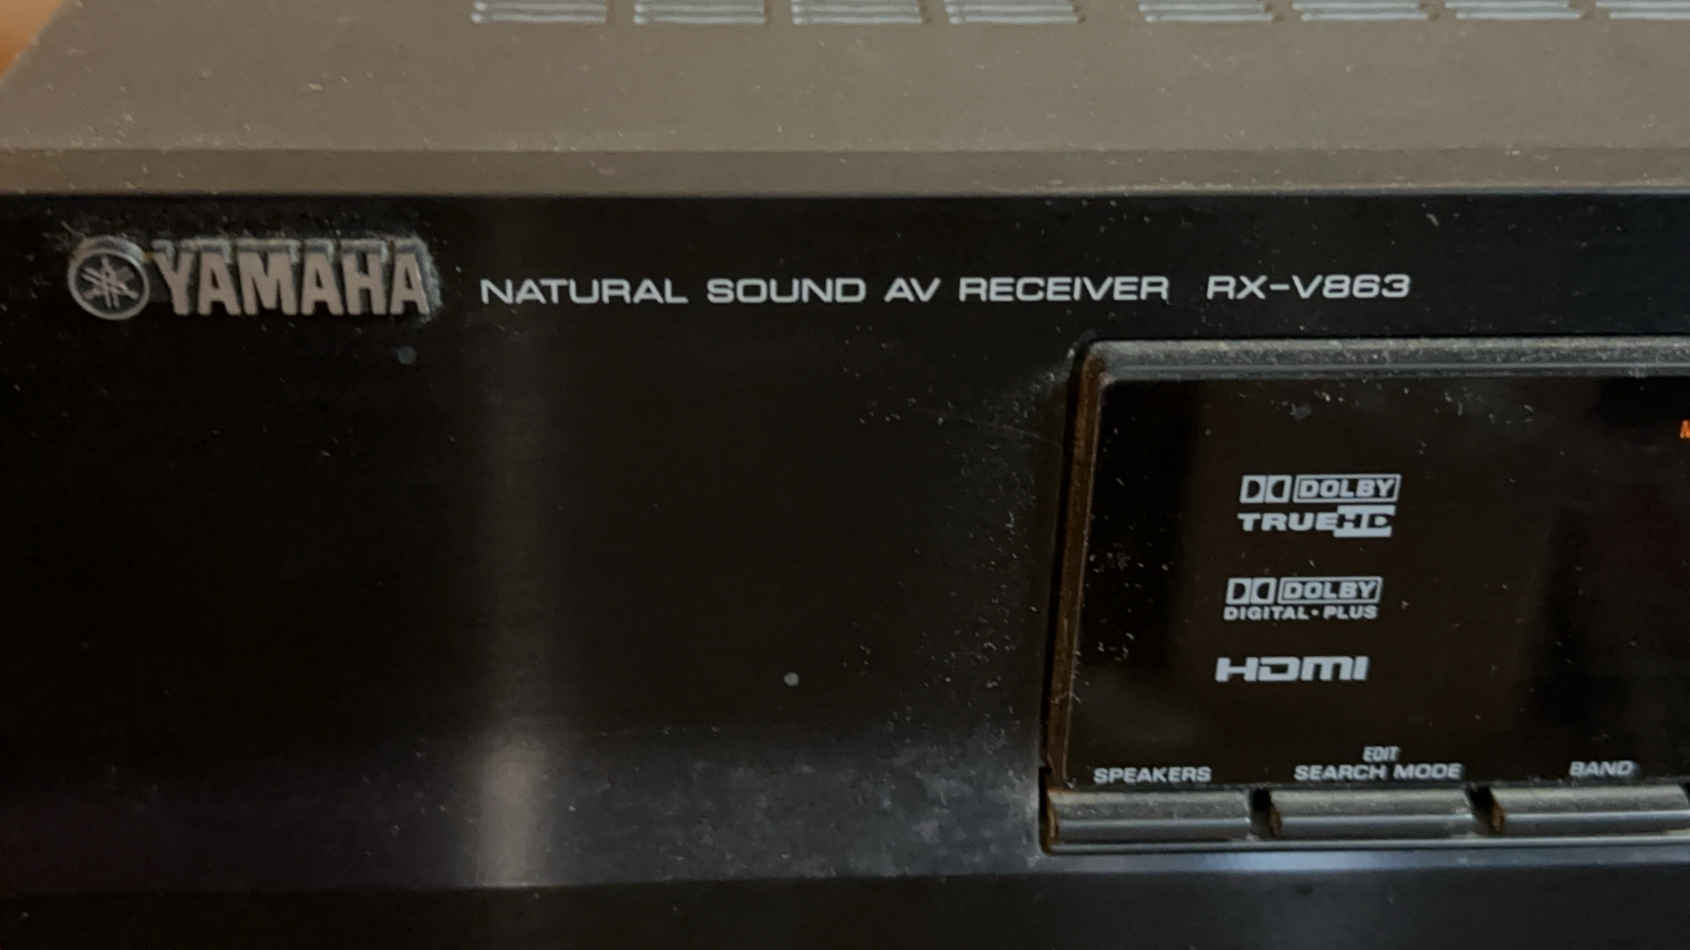 YAMAHA NATURAL SOUND AV RECEIVER RX-V863
DOLBY
TRUEHD
DOLBY
DIGITAL·PLUS
HDMI
EDIT
SPEAKERS SEARCH MODE BAND